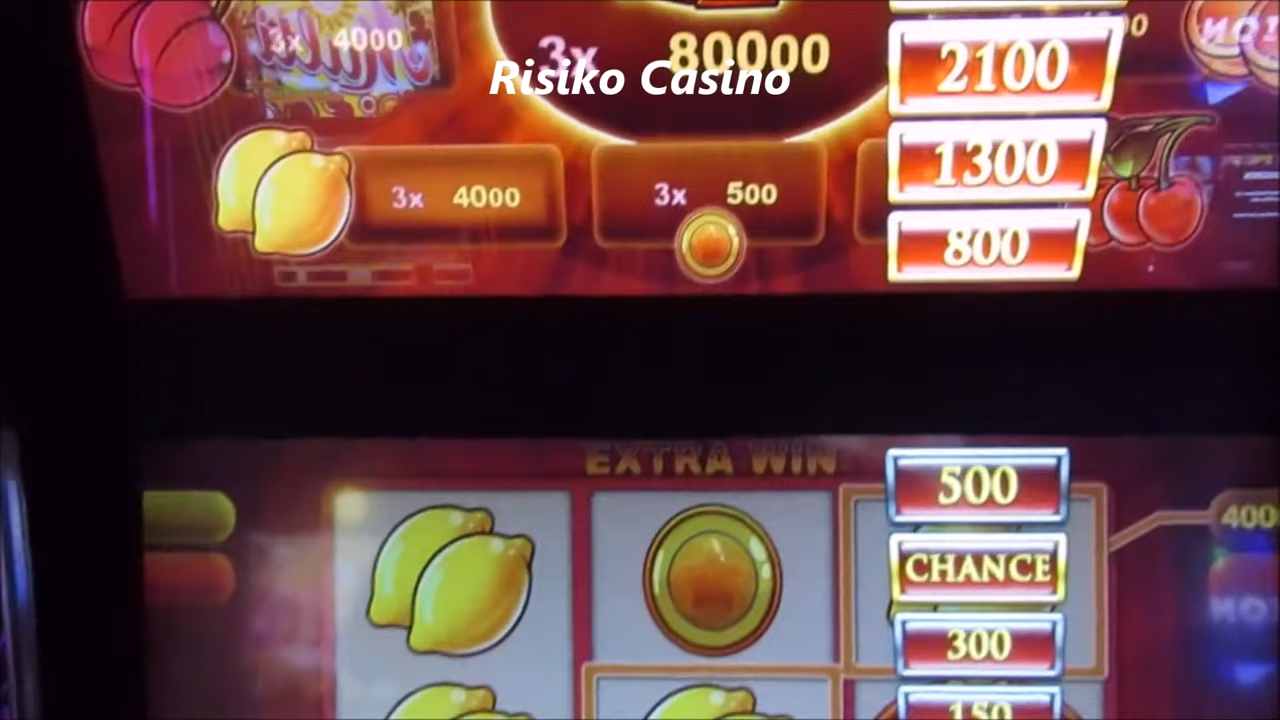 3x 4000
3x 80000
Risiko Casino
2100
1300
800
3x 4000
3x 500
EXTRA WIN
500
CHANCE
300
150
400